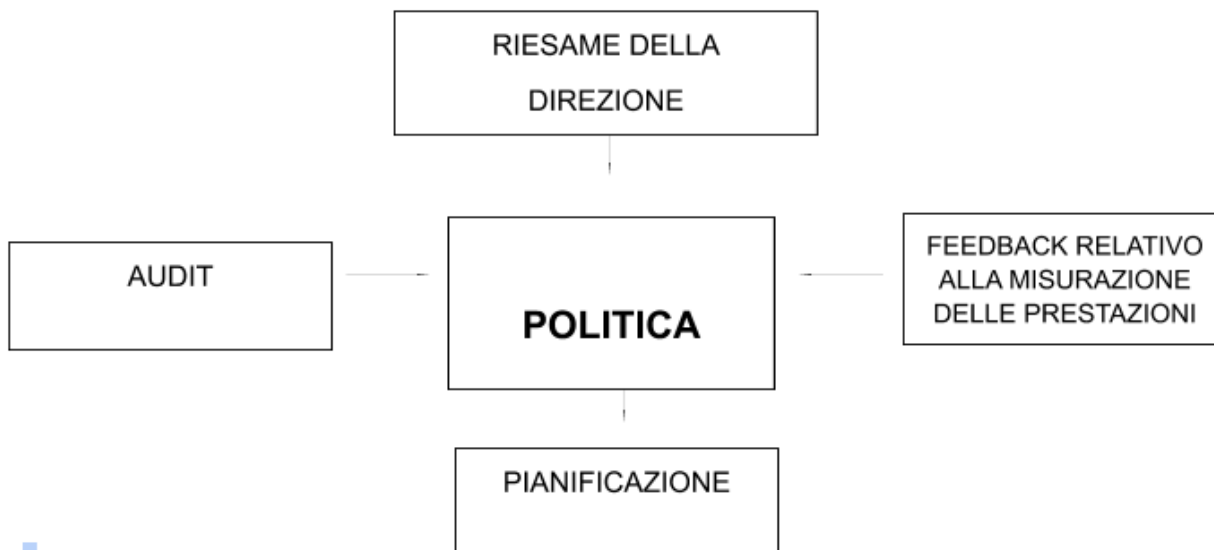 RIESAME DELLA
DIREZIONE
AUDIT
POLITICA
FEEDBACK RELATIVO
ALLA MISURAZIONE
DELLE PRESTAZIONI
PIANIFICAZIONE